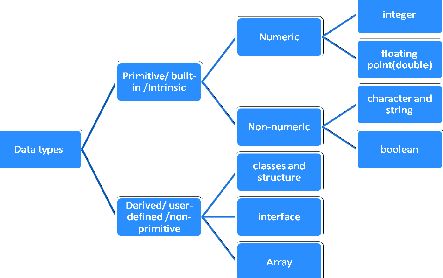 Data types
Primitive/ built-
in /Intrinsic
Numeric
integer
floating
point(double)
Non-numeric
character and
string
boolean
Derived/ user-
defined /non-
primitive
classes and
structure
Interface
Array